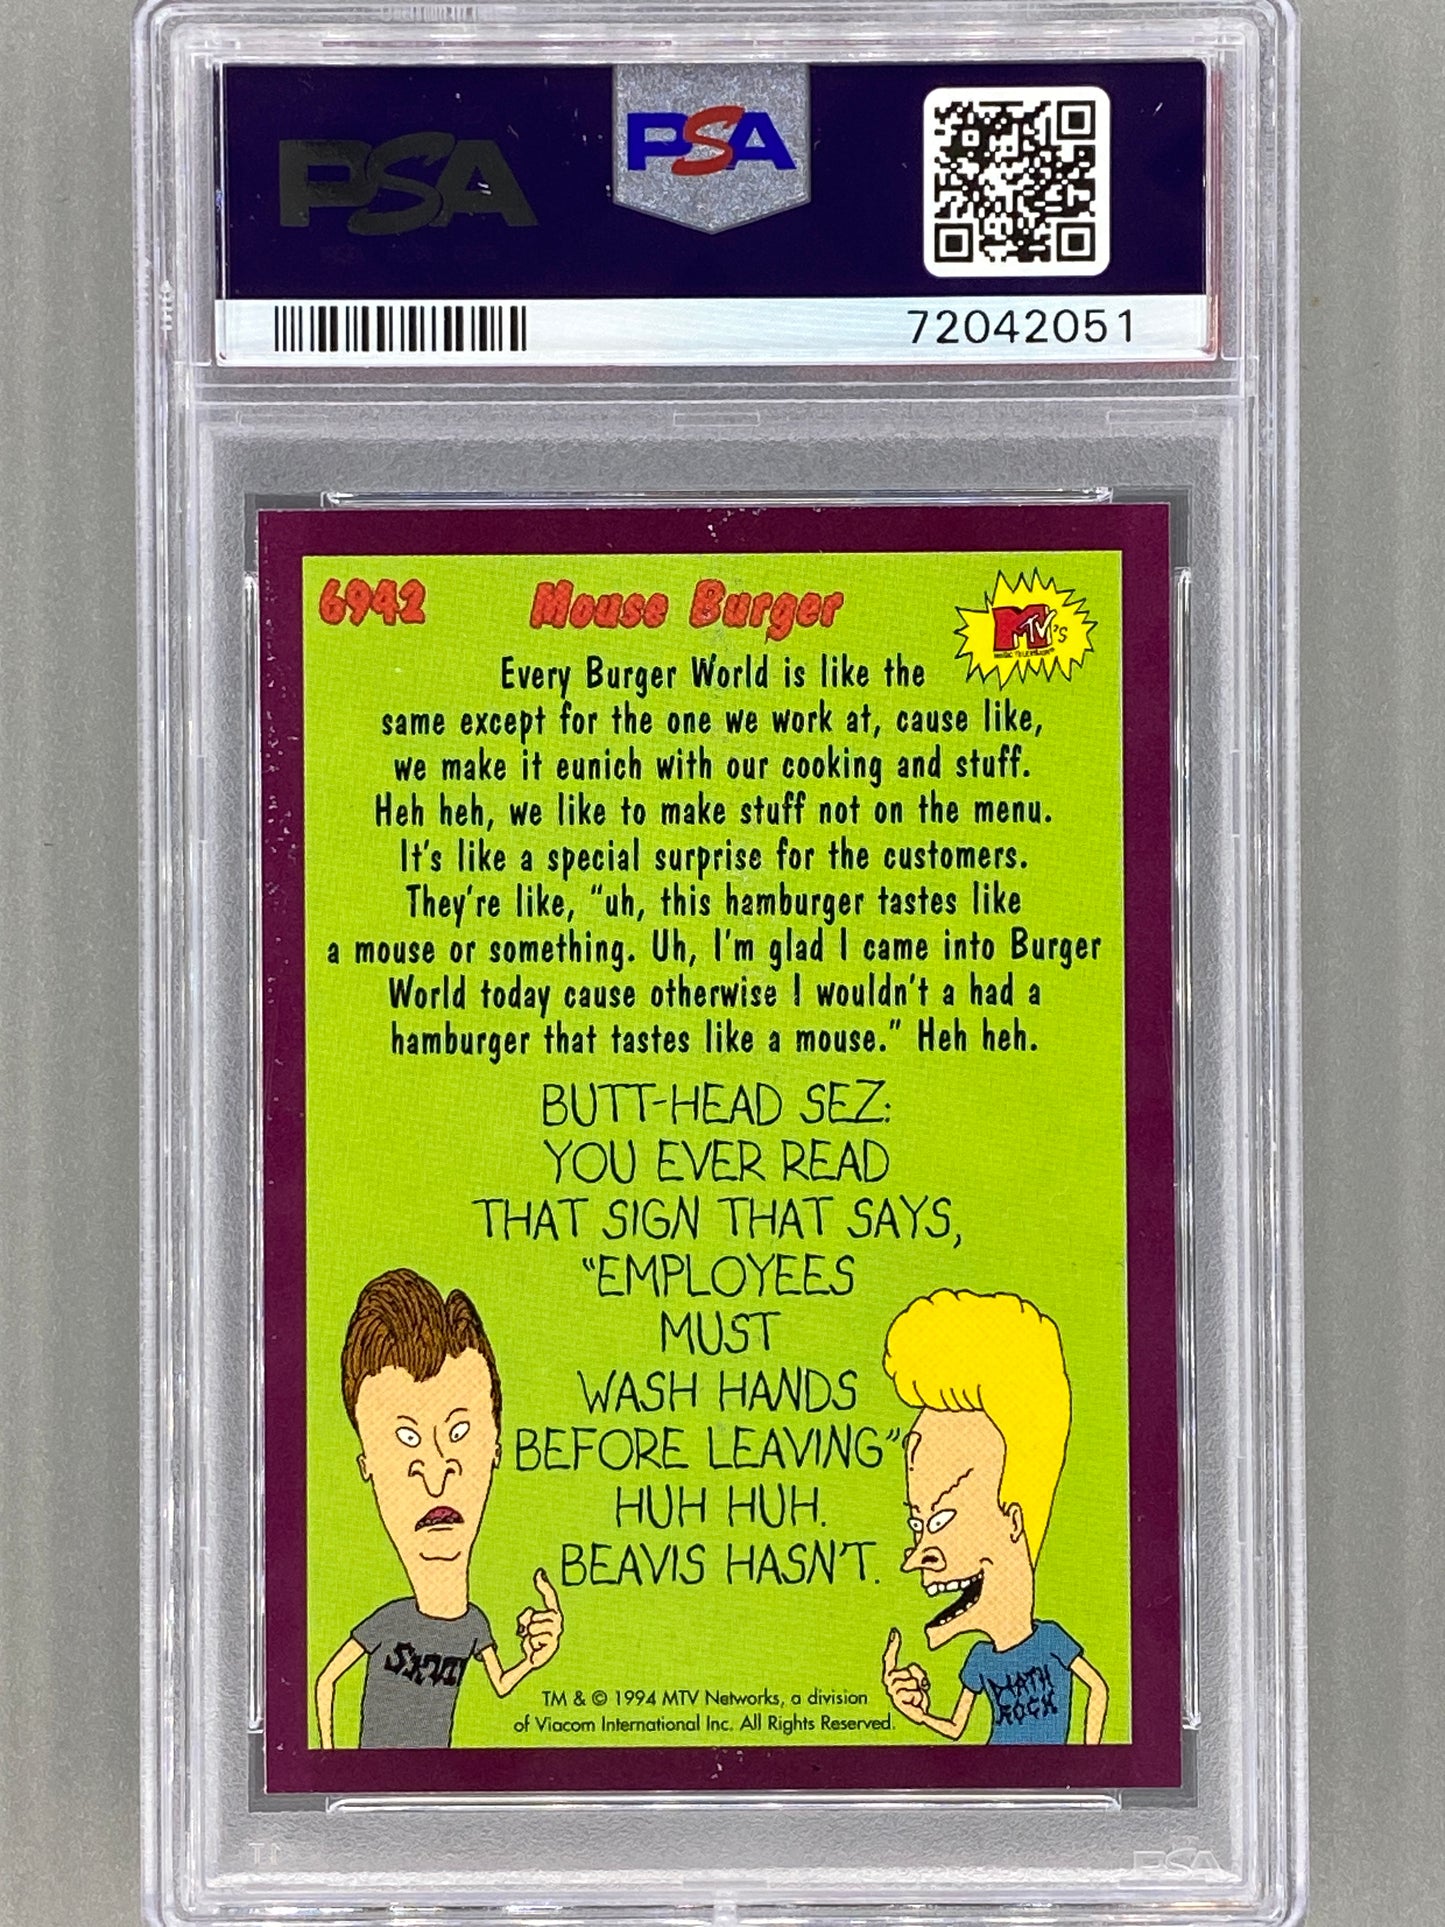 PSA
PSA
72042051
6942
Mouse Burger
MTV's
Every Burger World is like the
same except for the one we work at, cause like,
we make it eunich with our cooking and stuff.
Heh heh, we like to make stuff not on the menu.
It's like a special surprise for the customers.
They're like, "uh, this hamburger tastes like
a mouse or something. Uh, I'm glad I came into Burger
World today cause otherwise I wouldn't a had a
hamburger that tastes like a mouse." Heh heh.
BUTT-HEAD SEZ:
YOU EVER READ
THAT SIGN THAT SAYS,
"EMPLOYEES
MUST
WASH HANDS
BEFORE LEAVING"?
HUH HUH.
BEAVIS HASN'T.
DEATH
ROCK
TM & © 1994 MTV Networks, a division
of Viacom International Inc. All Rights Reserved.
PSA